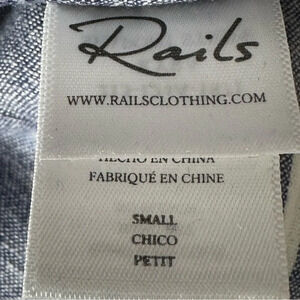 Rails
WWW.RAILSCLOTHING.COM
HECHO EN CHINA
FABRIQUÉ EN CHINE
SMALL
CHICO
PETIT